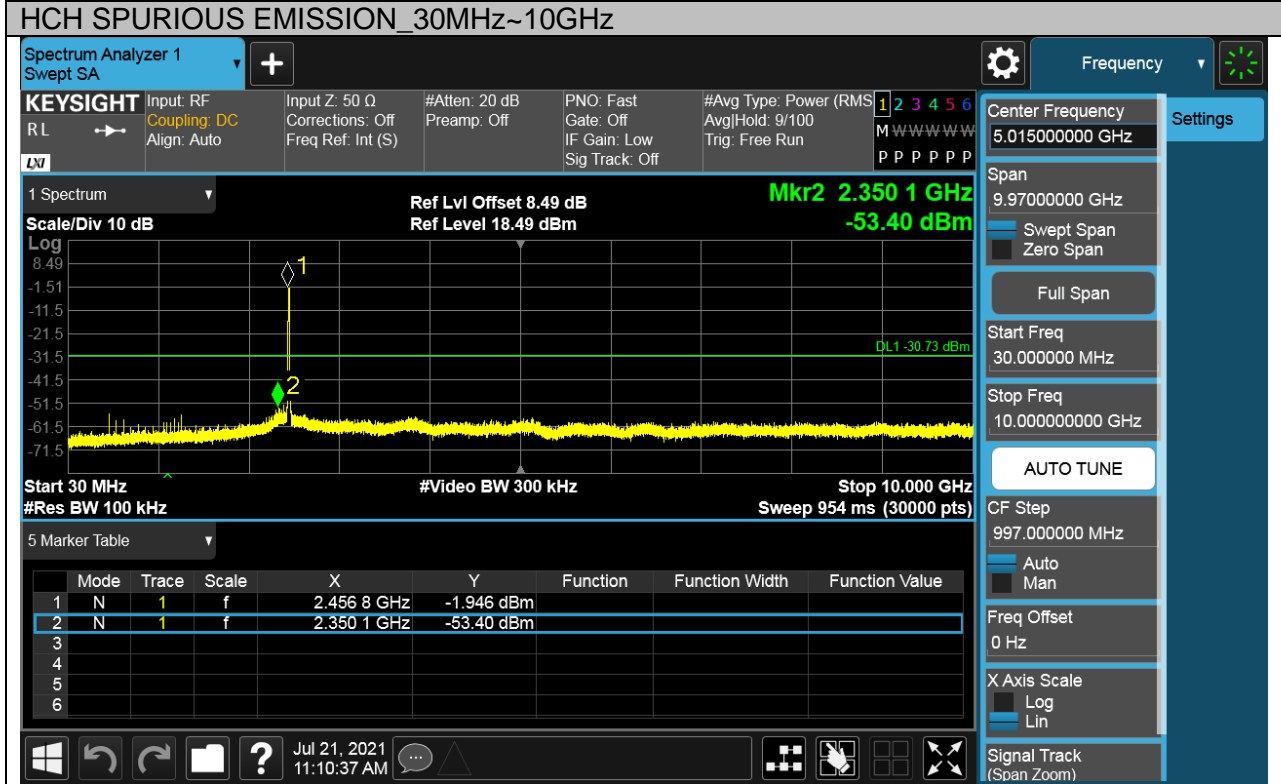 HCH SPURIOUS EMISSION_30MHz~10GHz
Spectrum Analyzer 1
Swept SA
+
Frequency
KEYSIGHT
RL
LXI
Input: RF
Coupling: DC
Align: Auto
Input Z: 50 Ω
Corrections: Off
Freq Ref: Int (S)
#Atten: 20 dB
Preamp: Off
PNO: Fast
Gate: Off
IF Gain: Low
Sig Track: Off
#Avg Type: Power (RMS
Avg|Hold: 9/100
Trig: Free Run
1 2 3 4 5 6
M W W W W W
P P P P P P
1 Spectrum
Scale/Div 10 dB
Ref Lvl Offset 8.49 dB
Ref Level 18.49 dBm
Mkr2 2.350 1 GHz
-53.40 dBm
Log
8.49
-1.51
-11.5
-21.5
-31.5
-41.5
-51.5
-61.5
-71.5
1
2
DL1 -30.73 dBm
Start 30 MHz
#Video BW 300 kHz
Stop 10.000 GHz
#Res BW 100 kHz
Sweep 954 ms (30000 pts)
5 Marker Table
Mode Trace Scale X Y Function Function Width Function Value
1 N 1 f 2.456 8 GHz -1.946 dBm
2 N 1 f 2.350 1 GHz -53.40 dBm
3
4
5
6
?
Jul 21, 2021
11:10:37 AM
Center Frequency
5.015000000 GHz
Settings
Span
9.97000000 GHz
Swept Span
Zero Span
Full Span
Start Freq
30.000000 MHz
Stop Freq
10.000000000 GHz
AUTO TUNE
CF Step
997.000000 MHz
Auto
Man
Freq Offset
0 Hz
X Axis Scale
Log
Lin
Signal Track
(Span Zoom)